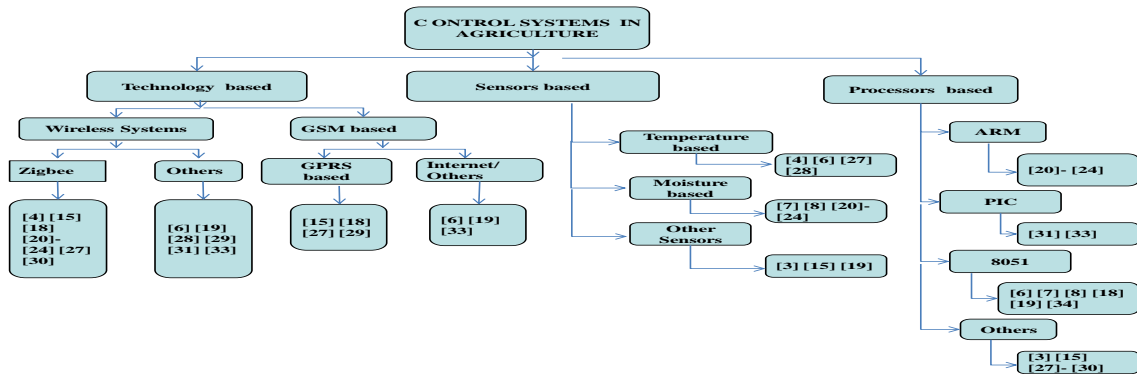 C ONTROL SYSTEMS IN
AGRICULTURE
Technology based
Sensors based
Processors based
Wireless Systems
GSM based
Zigbee
Others
GPRS
based
Internet/
Others
[4] [15]
[18]
[20]-
[24] [27]
[30]
[6] [19]
[28] [29]
[31] [33]
[15] [18]
[27] [29]
[6] [19]
[33]
Temperature
based
[4] [6] [27]
[28]
Moisture
based
[7] [8] [20]-
[24]
Other
Sensors
[3] [15] [19]
ARM
[20]- [24]
PIC
[31] [33]
8051
[6] [7] [8] [18]
[19] [34]
Others
[3] [15]
[27]- [30]